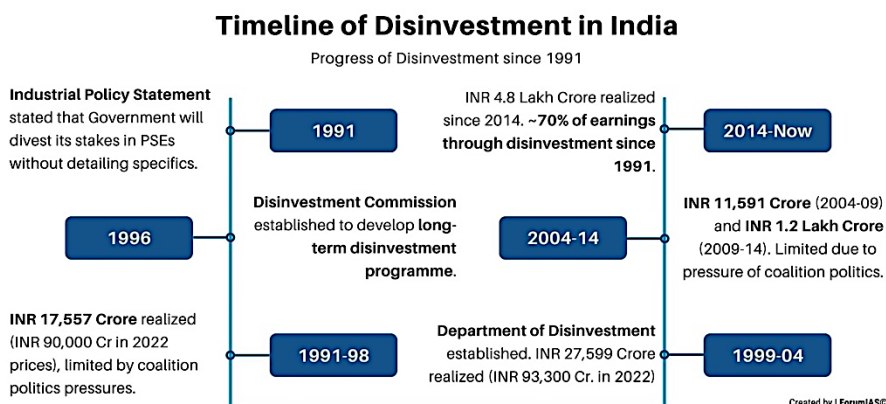 Timeline of Disinvestment in India
Progress of Disinvestment since 1991
Industrial Policy Statement
stated that Government will
divest its stakes in PSEs
without detailing specifics.
1991
1996
Disinvestment Commission
established to develop long-
term disinvestment
programme.
INR 17,557 Crore realized
(INR 90,000 Cr in 2022
prices), limited by coalition
politics pressures.
1991-98
INR 4.8 Lakh Crore realized
since 2014. ~70% of earnings
through disinvestment since
1991.
2014-Now
2004-14
INR 11,591 Crore (2004-09)
and INR 1.2 Lakh Crore
(2009-14). Limited due to
pressure of coalition politics.
Department of Disinvestment
established. INR 27,599 Crore
realized (INR 93,300 Cr. in 2022)
1999-04
Created by | ForumIAS©